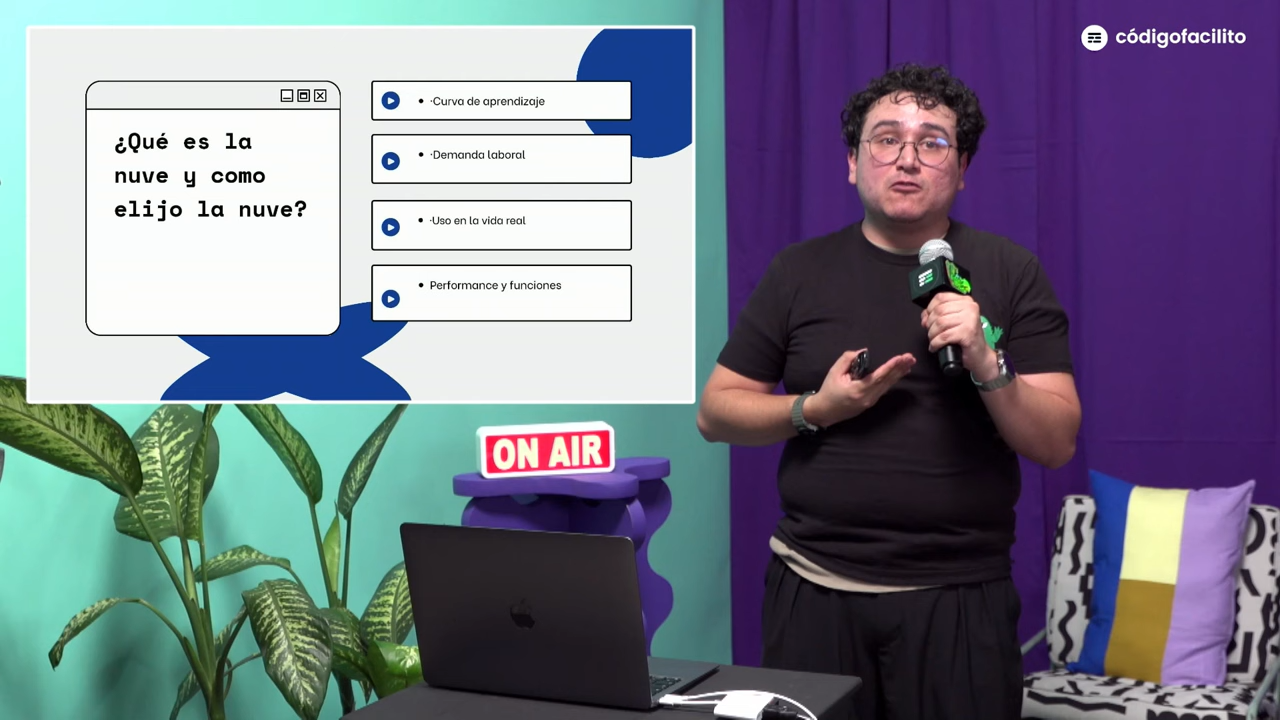 códigofacilito
¿Qué es la
nuve y como
elijo la nuve?
• ·Curva de aprendizaje
• ·Demanda laboral
• ·Uso en la vida real
• Performance y funciones
ON AIR